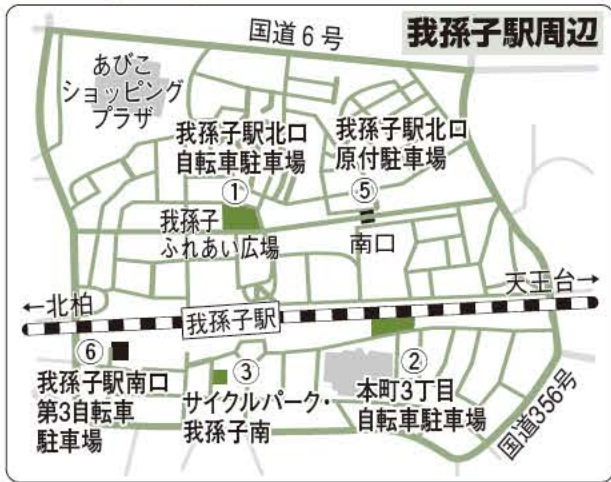 我孫子駅周辺
国道6号
あびこ
ショッピング
プラザ
我孫子駅北口
自転車駐車場
①
我孫子駅北口
原付駐車場
⑤
我孫子
ふれあい広場
南口
天王台→
←北柏
我孫子駅
⑥
我孫子駅南口
第3自転車
駐車場
③
サイクルパーク・
我孫子南
②
本町3丁目
自転車駐車場
国道356号